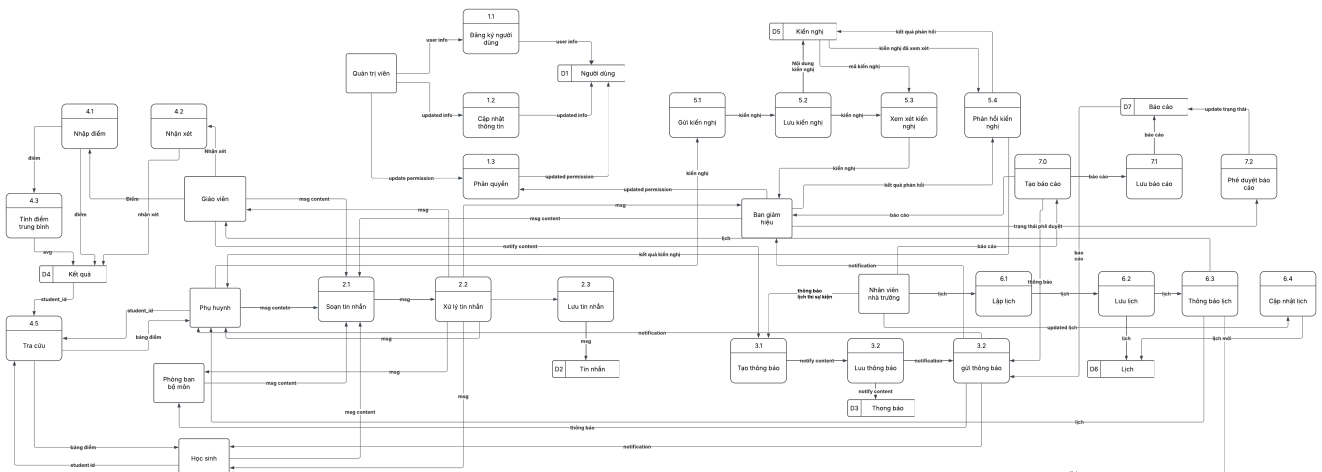 1.1
Đăng ký người
dùng
user info
user info
Quản trị viên
D1
Người dùng
1.2
Cập nhật
thông tin
updated info
updated info
1.3
Phân quyền
update permission
updated permission
updated permission
D5
Kiến nghị
kết quả phản hồi
kiến nghị đã xem xét
Nội dung
kiến nghị
mã kiến nghị
5.1
Gửi kiến nghị
kiến nghị
5.2
Lưu kiến nghị
kiến nghị
5.3
Xem xét kiến
nghị
5.4
Phản hồi kiến
nghị
kiến nghị
kiến nghị
kết quả phản hồi
D7
Báo cáo
update trạng thái
báo cáo
7.0
Tạo báo cáo
báo cáo
7.1
Lưu báo cáo
7.2
Phê duyệt báo
cáo
báo cáo
trạng thái phê duyệt
báo
cáo
báo cáo
4.1
Nhập điểm
4.2
Nhận xét
Nhận xét
điểm
4.3
Tính điểm
trung bình
điểm
nhận xét
Điểm
Giáo viên
msg content
msg
msg
msg content
Ban giám
hiệu
lịch
notify content
kết quả kiến nghị
notification
avg
D4
Kết quả
student_id
4.5
Tra cứu
student_id
bảng điểm
Phụ huynh
msg contetn
2.1
Soạn tin nhắn
msg
2.2
Xử lý tin nhắn
2.3
Lưu tin nhắn
msg
D2
Tin nhắn
msg
msg
notification
Phòng ban
bộ môn
msg content
msg
msg content
thông báo
lịch thi sự kiện
Nhân viên
nhà trường
lịch
6.1
Lập lịch
thông báo
lịch
6.2
Lưu lịch
lịch
6.3
Thông báo lịch
6.4
Cập nhật lịch
updated lịch
lịch
lịch mới
D6
Lịch
3.1
Tạo thông báo
notify content
3.2
Lưu thông báo
notification
3.2
gửi thông báo
notify content
D3
Thong báo
lịch
thông báo
bảng điểm
notification
student id
Học sinh